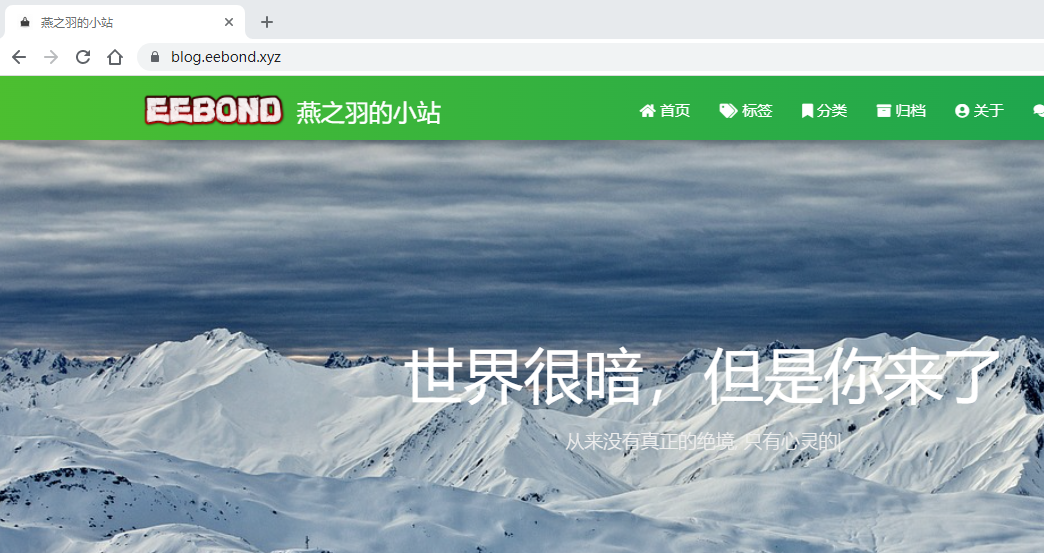 燕之羽的小站
blog.eebond.xyz
EEBOND 燕之羽的小站 首页 标签 分类 归档 关于
世界很暗，但是你来了
从来没有真正的绝境, 只有心灵的|